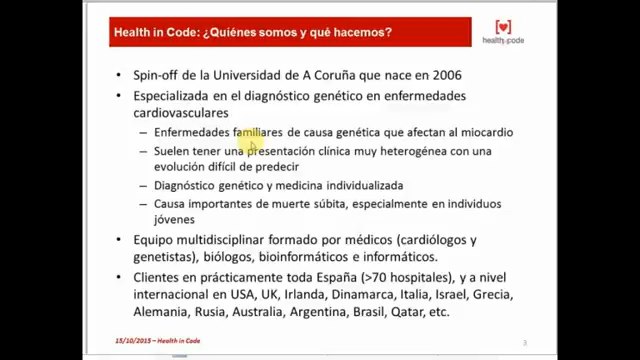 Health in Code: ¿Quiénes somos y qué hacemos?
health in code
• Spin-off de la Universidad de A Coruña que nace en 2006
• Especializada en el diagnóstico genético en enfermedades
cardiovasculares
– Enfermedades familiares de causa genética que afectan al miocardio
– Suelen tener una presentación clínica muy heterogénea con una
evolución difícil de predecir
– Diagnóstico genético y medicina individualizada
– Causa importantes de muerte súbita, especialmente en individuos
jóvenes
• Equipo multidisciplinar formado por médicos (cardiólogos y
genetistas), biólogos, bioinformáticos e informáticos.
• Clientes en prácticamente toda España (>70 hospitales), y a nivel
internacional en USA, UK, Irlanda, Dinamarca, Italia, Israel, Grecia,
Alemania, Rusia, Australia, Argentina, Brasil, Qatar, etc.
15/10/2015 – Health in Code
3